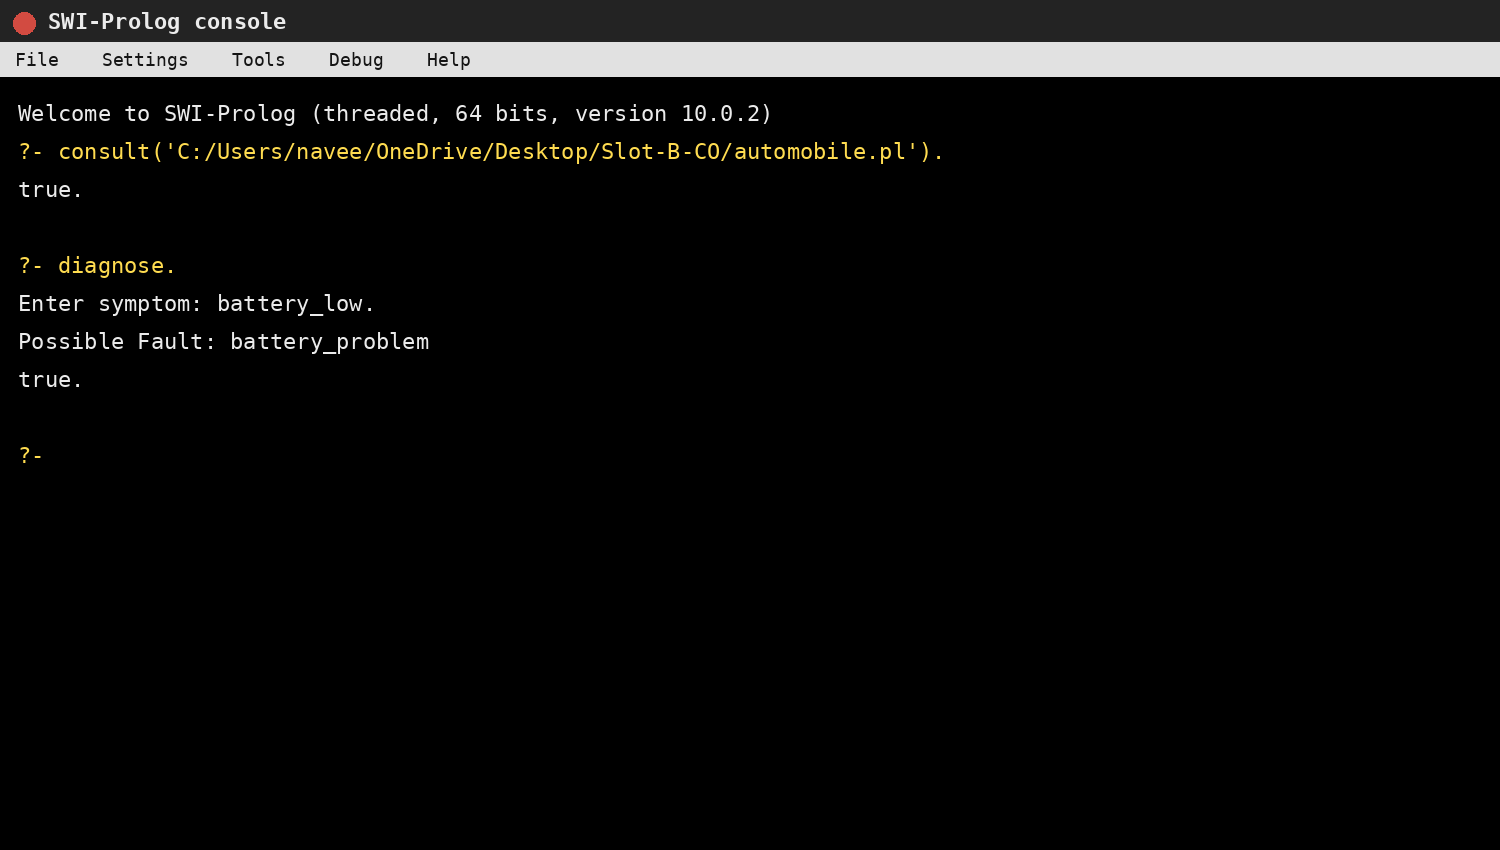 SWI-Prolog console
File Settings Tools Debug Help
Welcome to SWI-Prolog (threaded, 64 bits, version 10.0.2)
?- consult('C:/Users/navee/OneDrive/Desktop/Slot-B-CO/automobile.pl').
true.
?- diagnose.
Enter symptom: battery_low.
Possible Fault: battery_problem
true.
?-